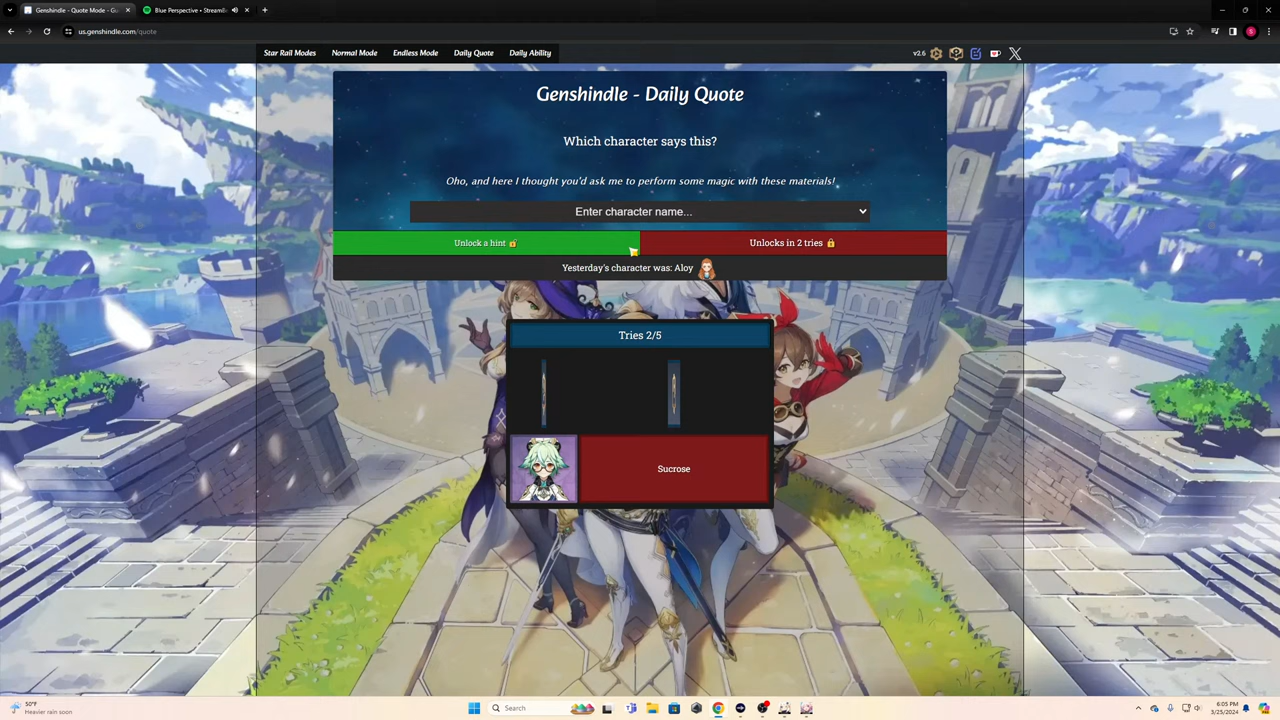 Genshindle - Quote Mode - G
Blue Perspective • Streamli
us.genshindle.com/quote
Star Rail Modes
Normal Mode
Endless Mode
Daily Quote
Daily Ability
v2.6
Genshindle - Daily Quote
Which character says this?
Oho, and here I thought you'd ask me to perform some magic with these materials!
Enter character name...
Unlock a hint
Unlocks in 2 tries
Yesterday's character was: Aloy
Tries 2/5
Sucrose
50°F
Heavier rain soon
Search
6:05 PM
3/25/2024